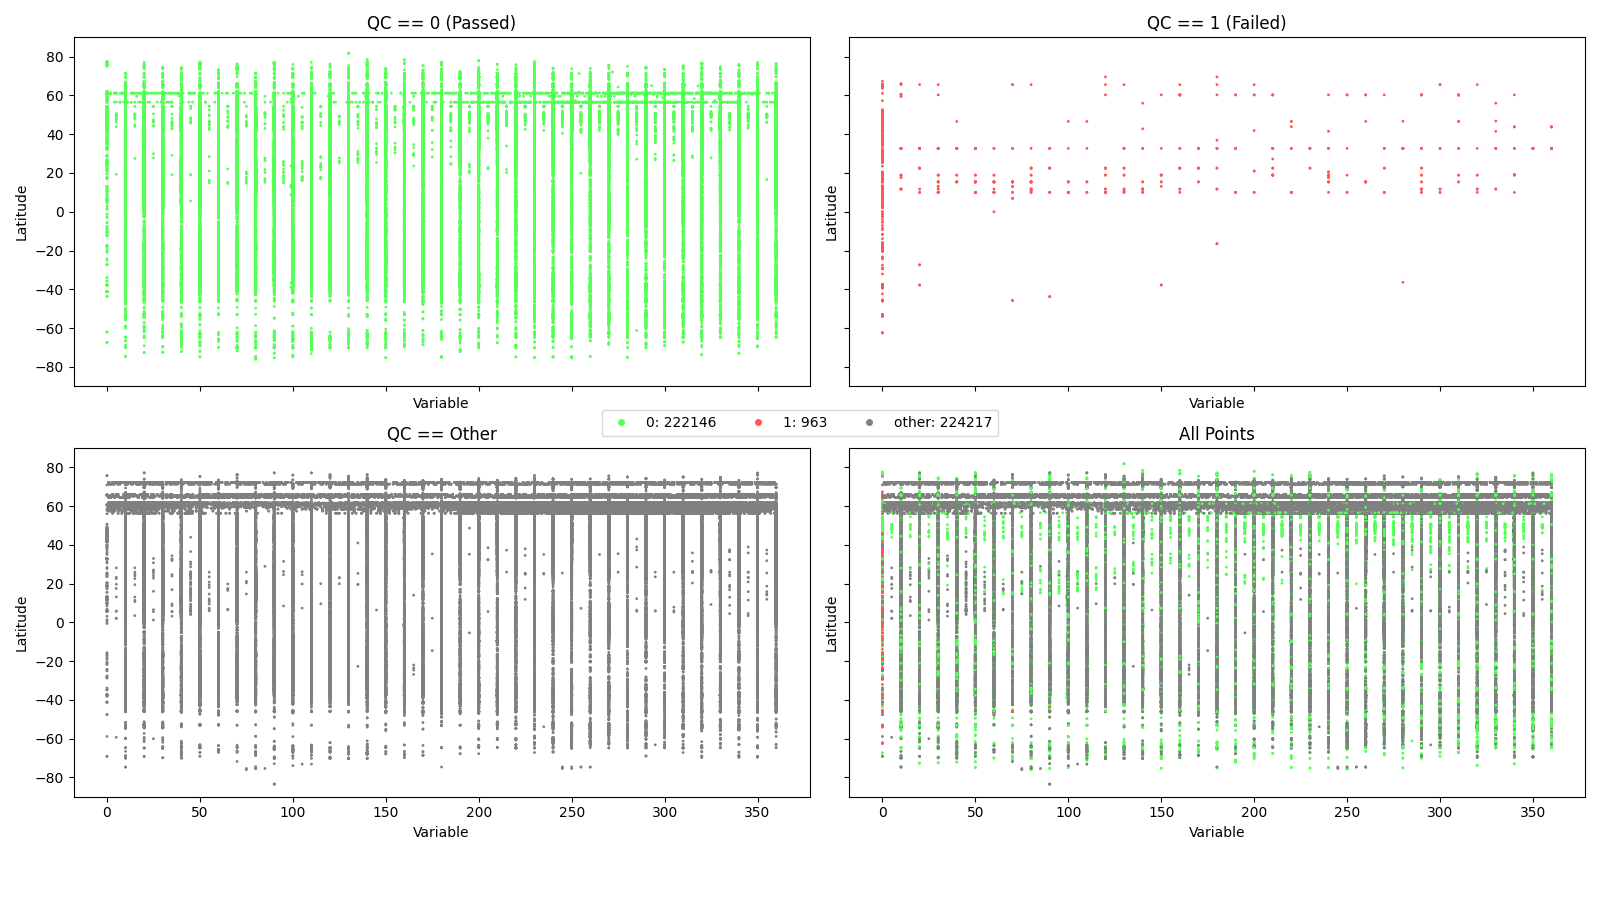 QC == 0 (Passed)
QC == 1 (Failed)
80
60
40
20
0
−20
−40
−60
−80
Latitude
Latitude
Variable
Variable
0: 222146
1: 963
other: 224217
QC == Other
All Points
80
60
40
20
0
−20
−40
−60
−80
Latitude
Latitude
0 50 100 150 200 250 300 350
0 50 100 150 200 250 300 350
Variable
Variable